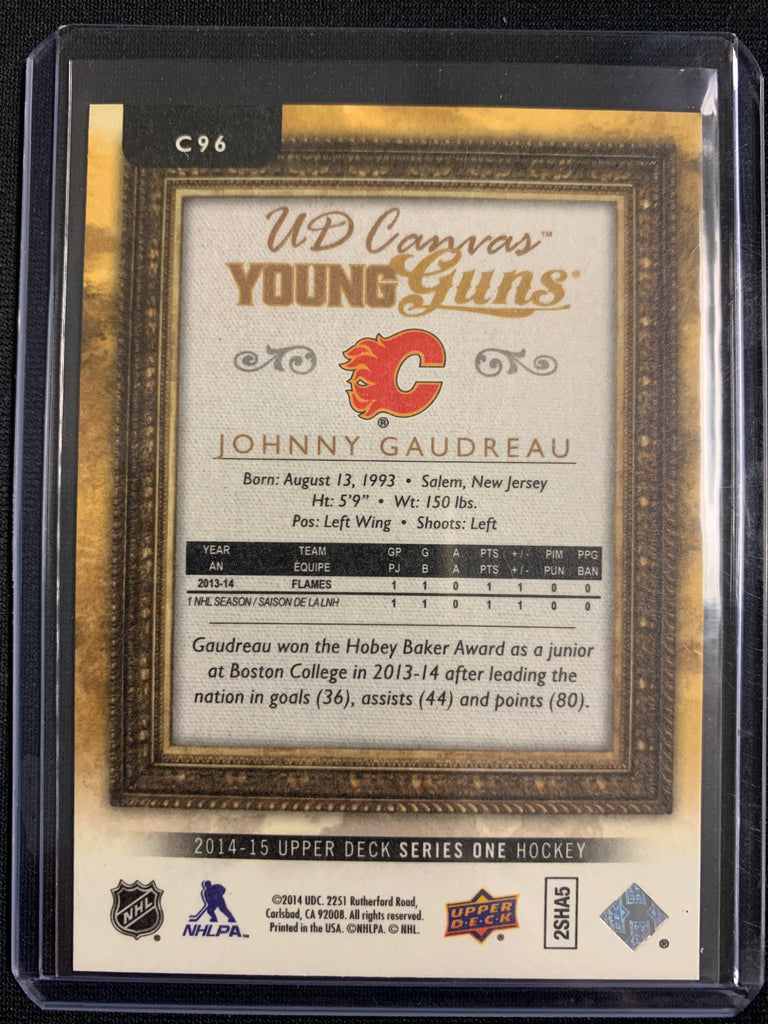 C96
UD Canvas™
YOUNG Guns®
C
®
JOHNNY GAUDREAU
Born: August 13, 1993 • Salem, New Jersey
Ht: 5'9" • Wt: 150 lbs.
Pos: Left Wing • Shoots: Left
YEAR TEAM GP G A PTS +/- PIM PPG
AN ÉQUIPE PJ B A PTS +/- PUN BAN
2013-14 FLAMES 1 1 0 1 1 0 0
1 NHL SEASON / SAISON DE LA LNH 1 1 0 1 1 0 0
Gaudreau won the Hobey Baker Award as a junior
at Boston College in 2013-14 after leading the
nation in goals (36), assists (44) and points (80).
2014-15 UPPER DECK SERIES ONE HOCKEY
NHL ®
NHLPA™
©2014 UDC. 2251 Rutherford Road,
Carlsbad, CA 92008. All rights reserved.
Printed in the USA. ©NHLPA. © NHL.
UPPER
D·E·C·K ®
2SHA5
®